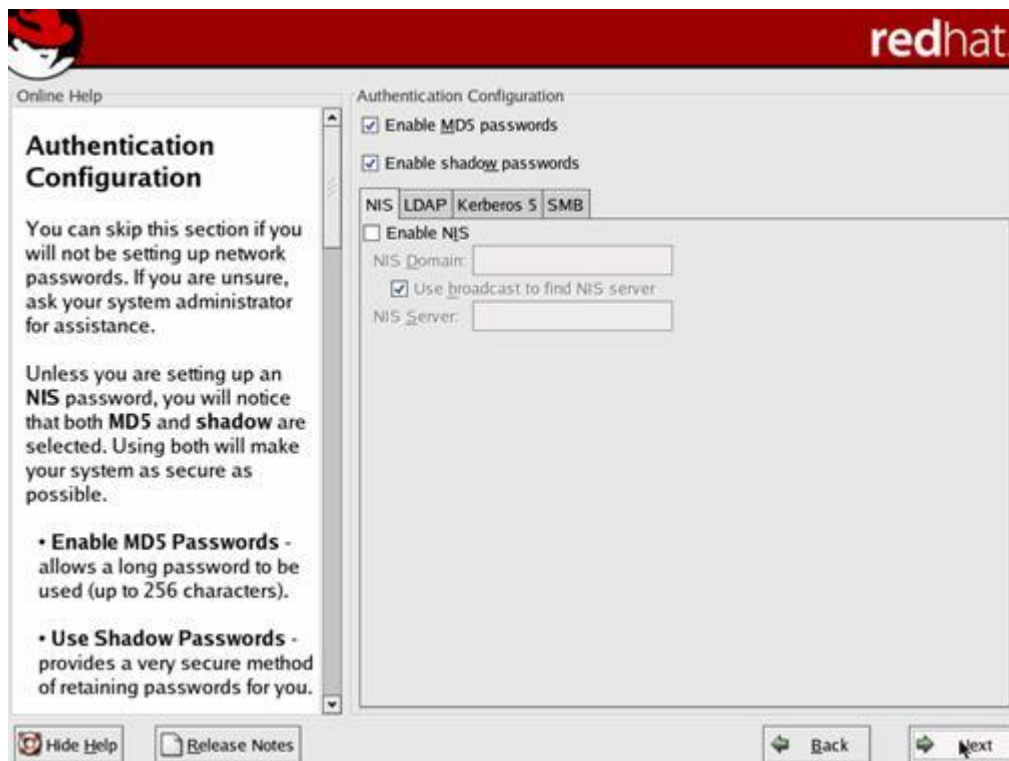 redhat.
Online Help
Authentication
Configuration
You can skip this section if you
will not be setting up network
passwords. If you are unsure,
ask your system administrator
for assistance.
Unless you are setting up an
NIS password, you will notice
that both MD5 and shadow are
selected. Using both will make
your system as secure as
possible.
• Enable MD5 Passwords -
allows a long password to be
used (up to 256 characters).
• Use Shadow Passwords -
provides a very secure method
of retaining passwords for you.
Authentication Configuration
Enable MD5 passwords
Enable shadow passwords
NIS LDAP Kerberos 5 SMB
Enable NIS
NIS Domain:
Use broadcast to find NIS server
NIS Server:
Hide Help Release Notes Back Next